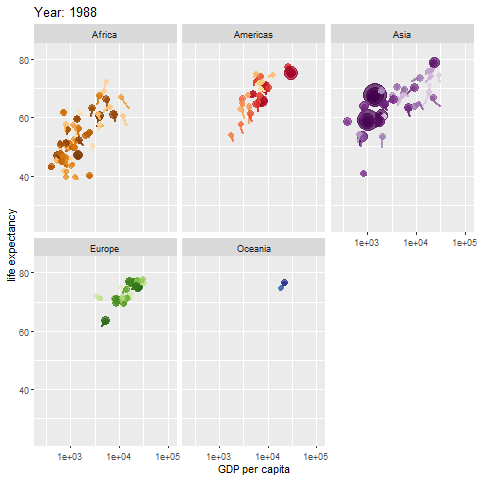 Year: 1988
Africa
Americas
Asia
80
60
40
1e+03
1e+04
1e+05
life expectancy
Europe
Oceania
80
60
40
1e+03
1e+04
1e+05
1e+03
1e+04
1e+05
GDP per capita